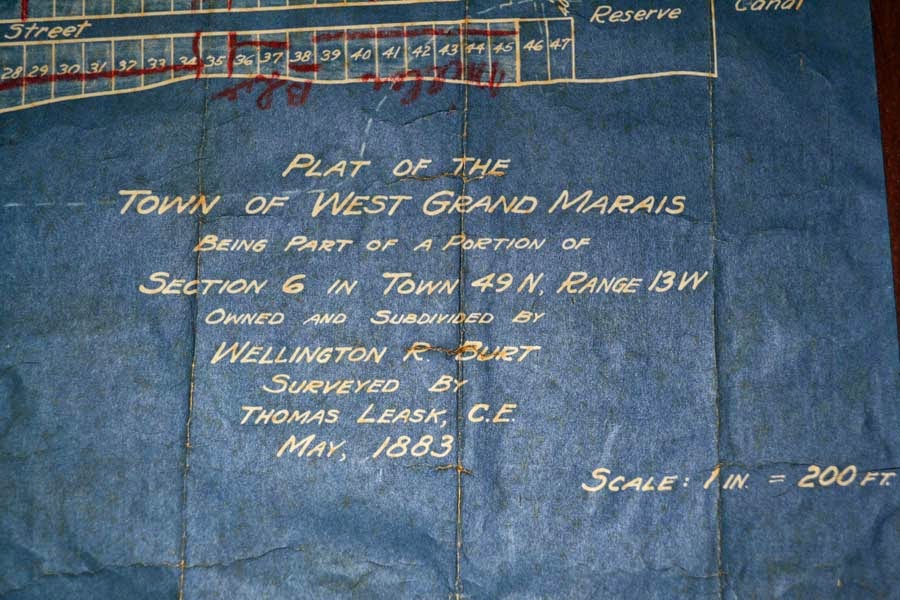 Canal
Reserve
Street
28 29 30 31 32 33 34 35 36 37 38 39 40 41 42 43 44 45 46 47
PLAT OF THE
TOWN OF WEST GRAND MARAIS
BEING PART OF A PORTION OF
SECTION 6 IN TOWN 49 N, RANGE 13 W
OWNED AND SUBDIVIDED BY
WELLINGTON R BURT
SURVEYED BY
THOMAS LEASK, C.E.
MAY, 1883
SCALE: 1 IN. = 200 FT.